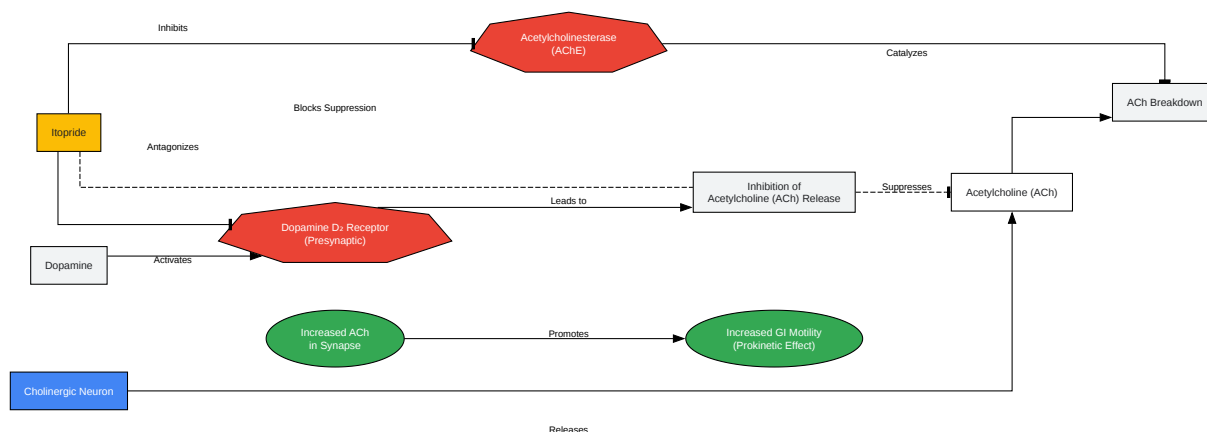 Inhibits
Acetylcholinesterase
(AChE)
Catalyzes
ACh Breakdown
Blocks Suppression
Itopride
Antagonizes
Inhibition of
Acetylcholine (ACh) Release
Suppresses
Acetylcholine (ACh)
Leads to
Dopamine D₂ Receptor
(Presynaptic)
Dopamine
Activates
Increased ACh
in Synapse
Promotes
Increased GI Motility
(Prokinetic Effect)
Cholinergic Neuron
Releases